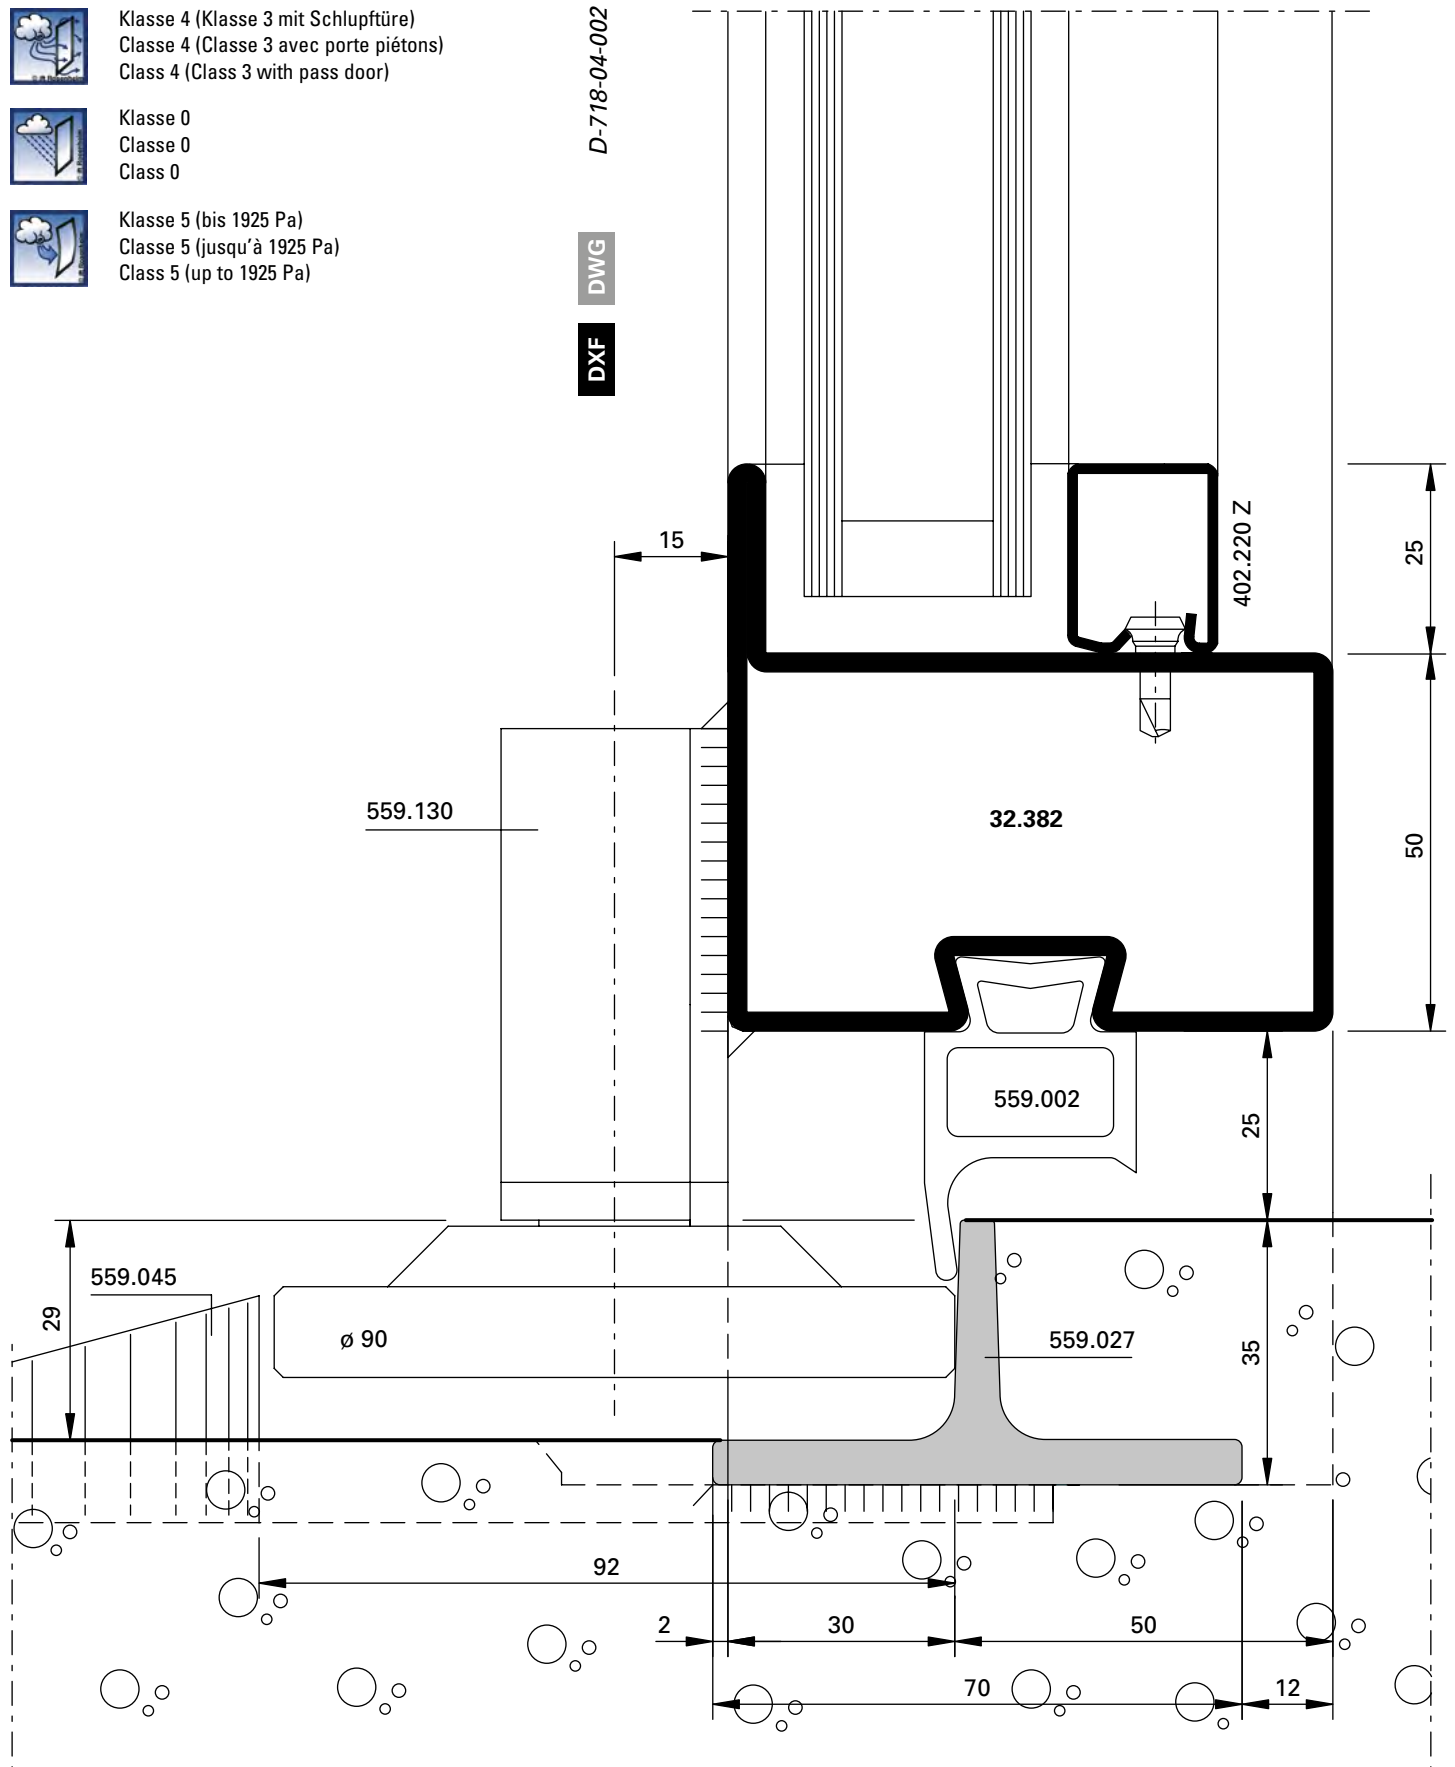 Klasse 4 (Klasse 3 mit Schlupftüre)
Classe 4 (Classe 3 avec porte piétons)
Class 4 (Class 3 with pass door)
Klasse 0
Classe 0
Class 0
Klasse 5 (bis 1925 Pa)
Classe 5 (jusqu'à 1925 Pa)
Class 5 (up to 1925 Pa)
D-718-04-002
DWG
DXF
15
402.220 Z
25
559.130
32.382
50
559.002
25
559.045
29
ø 90
559.027
35
92
2
30
50
70
12